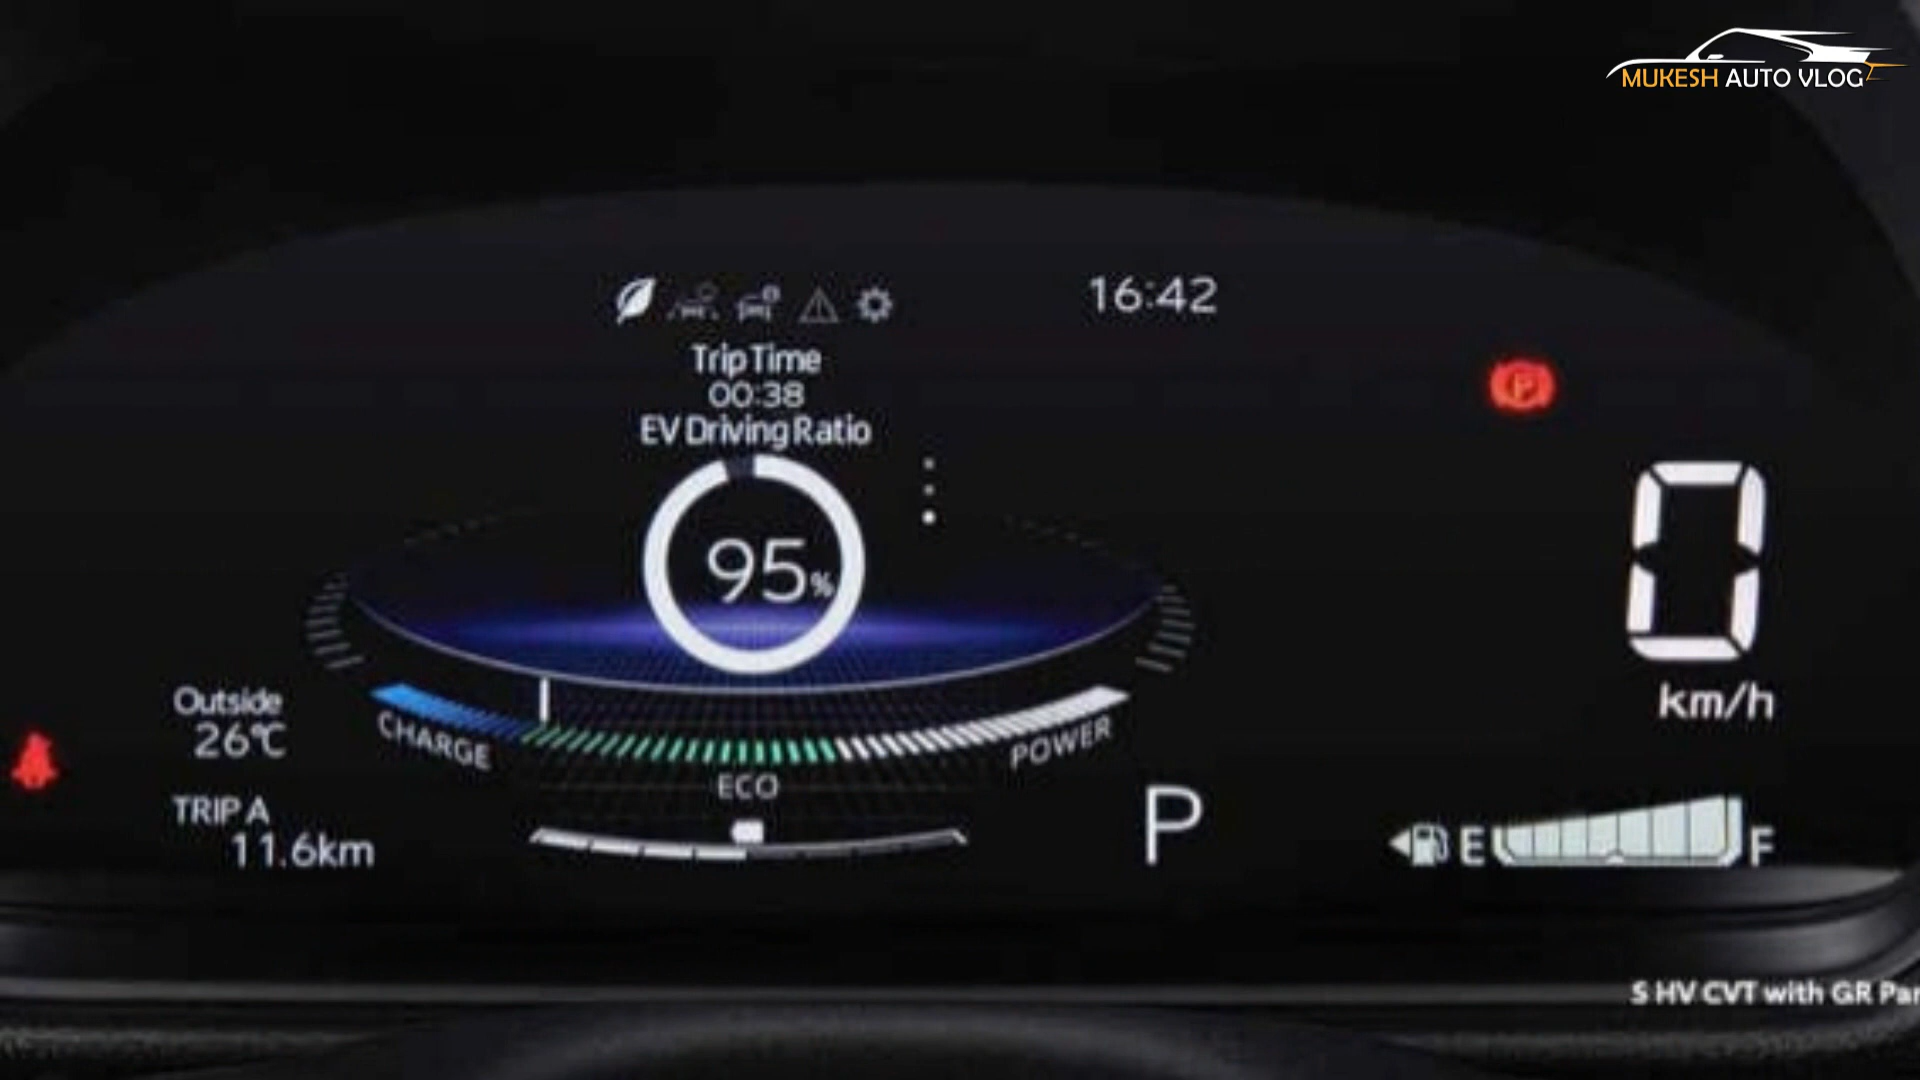 MUKESH AUTO VLOG
16:42
Trip Time
00:38
EV Driving Ratio
P
95%
0
km/h
Outside
26°C
CHARGE
POWER
ECO
TRIP A
11.6km
P
E
F
S HV CVT with GR Par